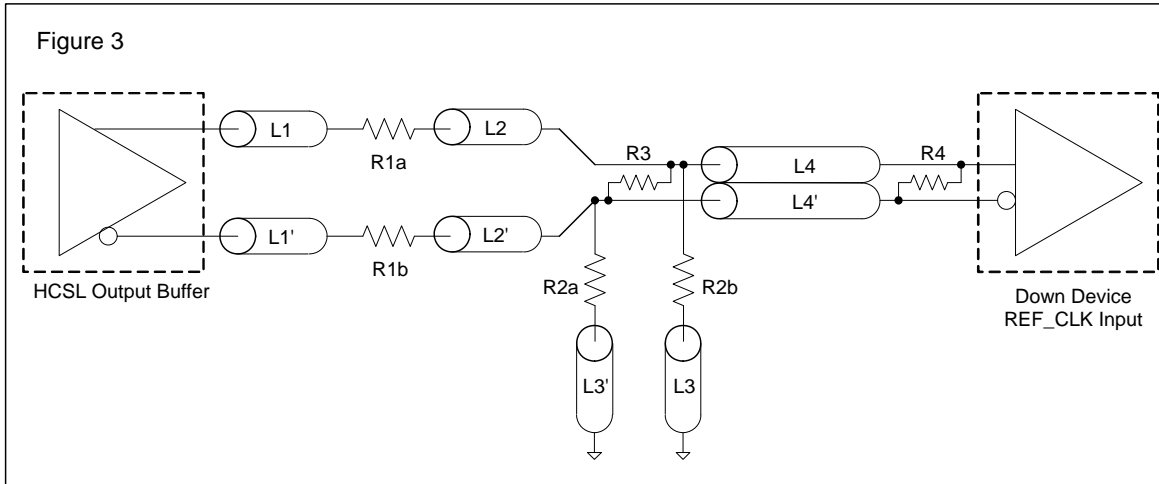 Figure 3
L1
R1a
L2
R3
L4
R4
L4'
L1'
R1b
L2'
R2a
R2b
HCSL Output Buffer
Down Device
REF_CLK Input
L3'
L3